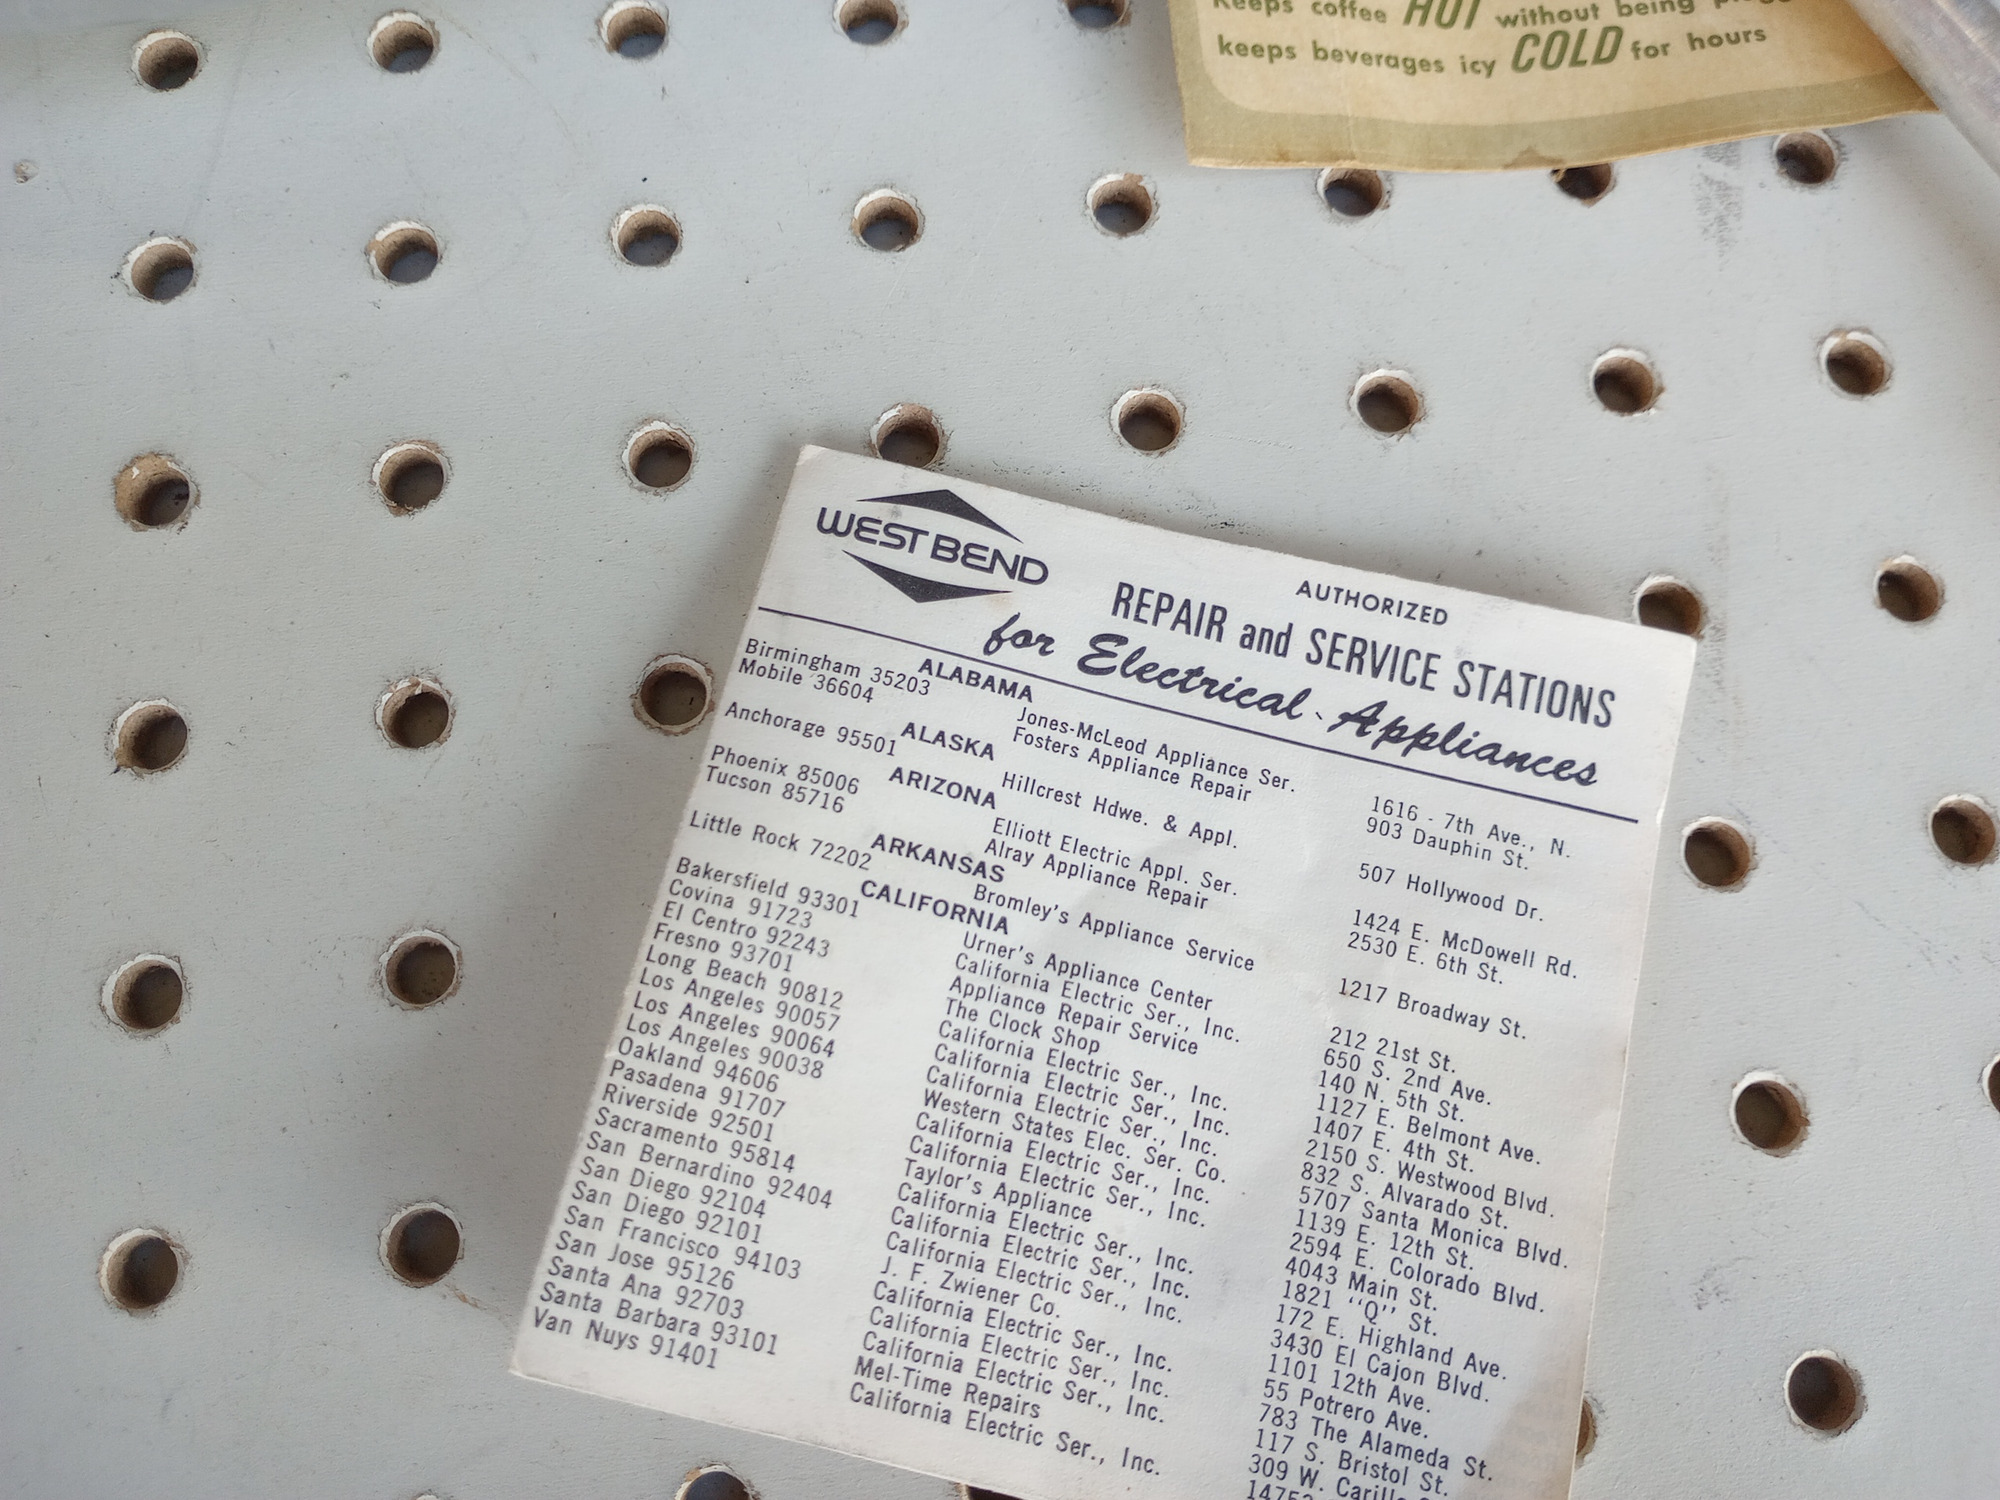 Keeps coffee HOT without being
keeps beverages icy COLD for hours
WEST BEND
AUTHORIZED
REPAIR and SERVICE STATIONS
for Electrical Appliances
ALABAMA
Birmingham 35203 Jones-McLeod Appliance Ser. 1616 - 7th Ave., N.
Mobile 36604 Fosters Appliance Repair 903 Dauphin St.
ALASKA
Anchorage 95501 Hillcrest Hdwe. & Appl. 507 Hollywood Dr.
ARIZONA
Phoenix 85006 Elliott Electric Appl. Ser. 1424 E. McDowell Rd.
Tucson 85716 Alray Appliance Repair 2530 E. 6th St.
ARKANSAS
Little Rock 72202 Bromley's Appliance Service 1217 Broadway St.
CALIFORNIA
Bakersfield 93301 Urner's Appliance Center 212 21st St.
Covina 91723 California Electric Ser., Inc. 650 S. 2nd Ave.
El Centro 92243 Appliance Repair Service 140 N. 5th St.
Fresno 93701 The Clock Shop 1127 E. Belmont Ave.
Long Beach 90812 California Electric Ser., Inc. 1407 E. 4th St.
Los Angeles 90057 California Electric Ser., Inc. 2150 S. Westwood Blvd.
Los Angeles 90064 California Electric Ser., Inc. 832 S. Alvarado St.
Los Angeles 90038 Western States Elec. Ser. Co. 5707 Santa Monica Blvd.
Oakland 94606 California Electric Ser., Inc. 1139 E. 12th St.
Pasadena 91707 California Electric Ser., Inc. 2594 E. Colorado Blvd.
Riverside 92501 Taylor's Appliance 4043 Main St.
Sacramento 95814 California Electric Ser., Inc. 1821 "Q" St.
San Bernardino 92404 California Electric Ser., Inc. 172 E. Highland Ave.
San Diego 92104 California Electric Ser., Inc. 3430 El Cajon Blvd.
San Diego 92101 J. F. Zwiener Co. 1101 12th Ave.
San Francisco 94103 California Electric Ser., Inc. 55 Potrero Ave.
San Jose 95126 California Electric Ser., Inc. 783 The Alameda St.
Santa Ana 92703 California Electric Ser., Inc. 117 S. Bristol St.
Santa Barbara 93101 Mel-Time Repairs 309 W.
Van Nuys 91401 California Electric Ser., Inc.